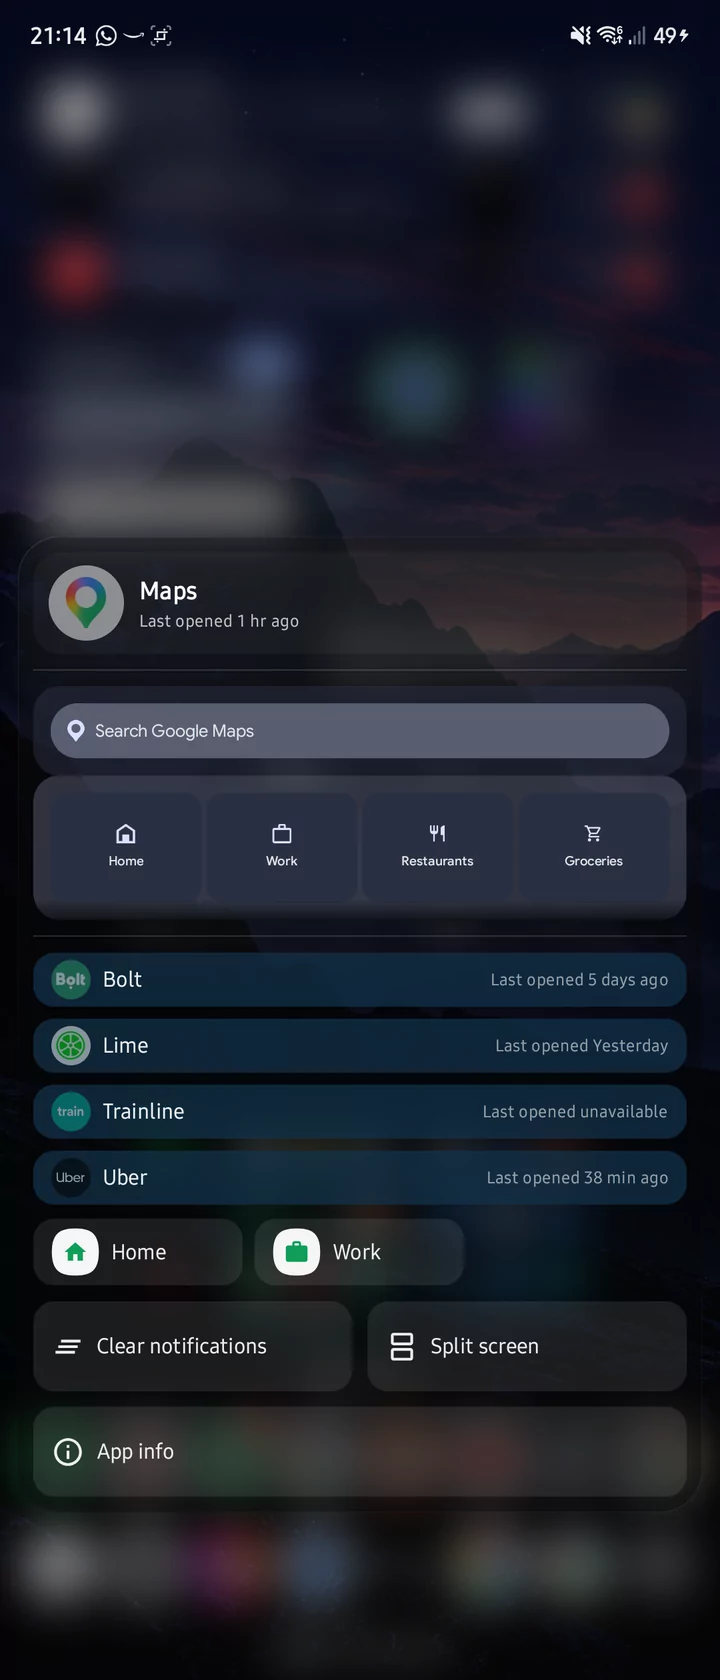 21:14
49
Maps
Last opened 1 hr ago
Search Google Maps
Home Work Restaurants Groceries
Bolt Bolt Last opened 5 days ago
Lime Last opened Yesterday
train Trainline Last opened unavailable
Uber Uber Last opened 38 min ago
Home Work
Clear notifications Split screen
App info